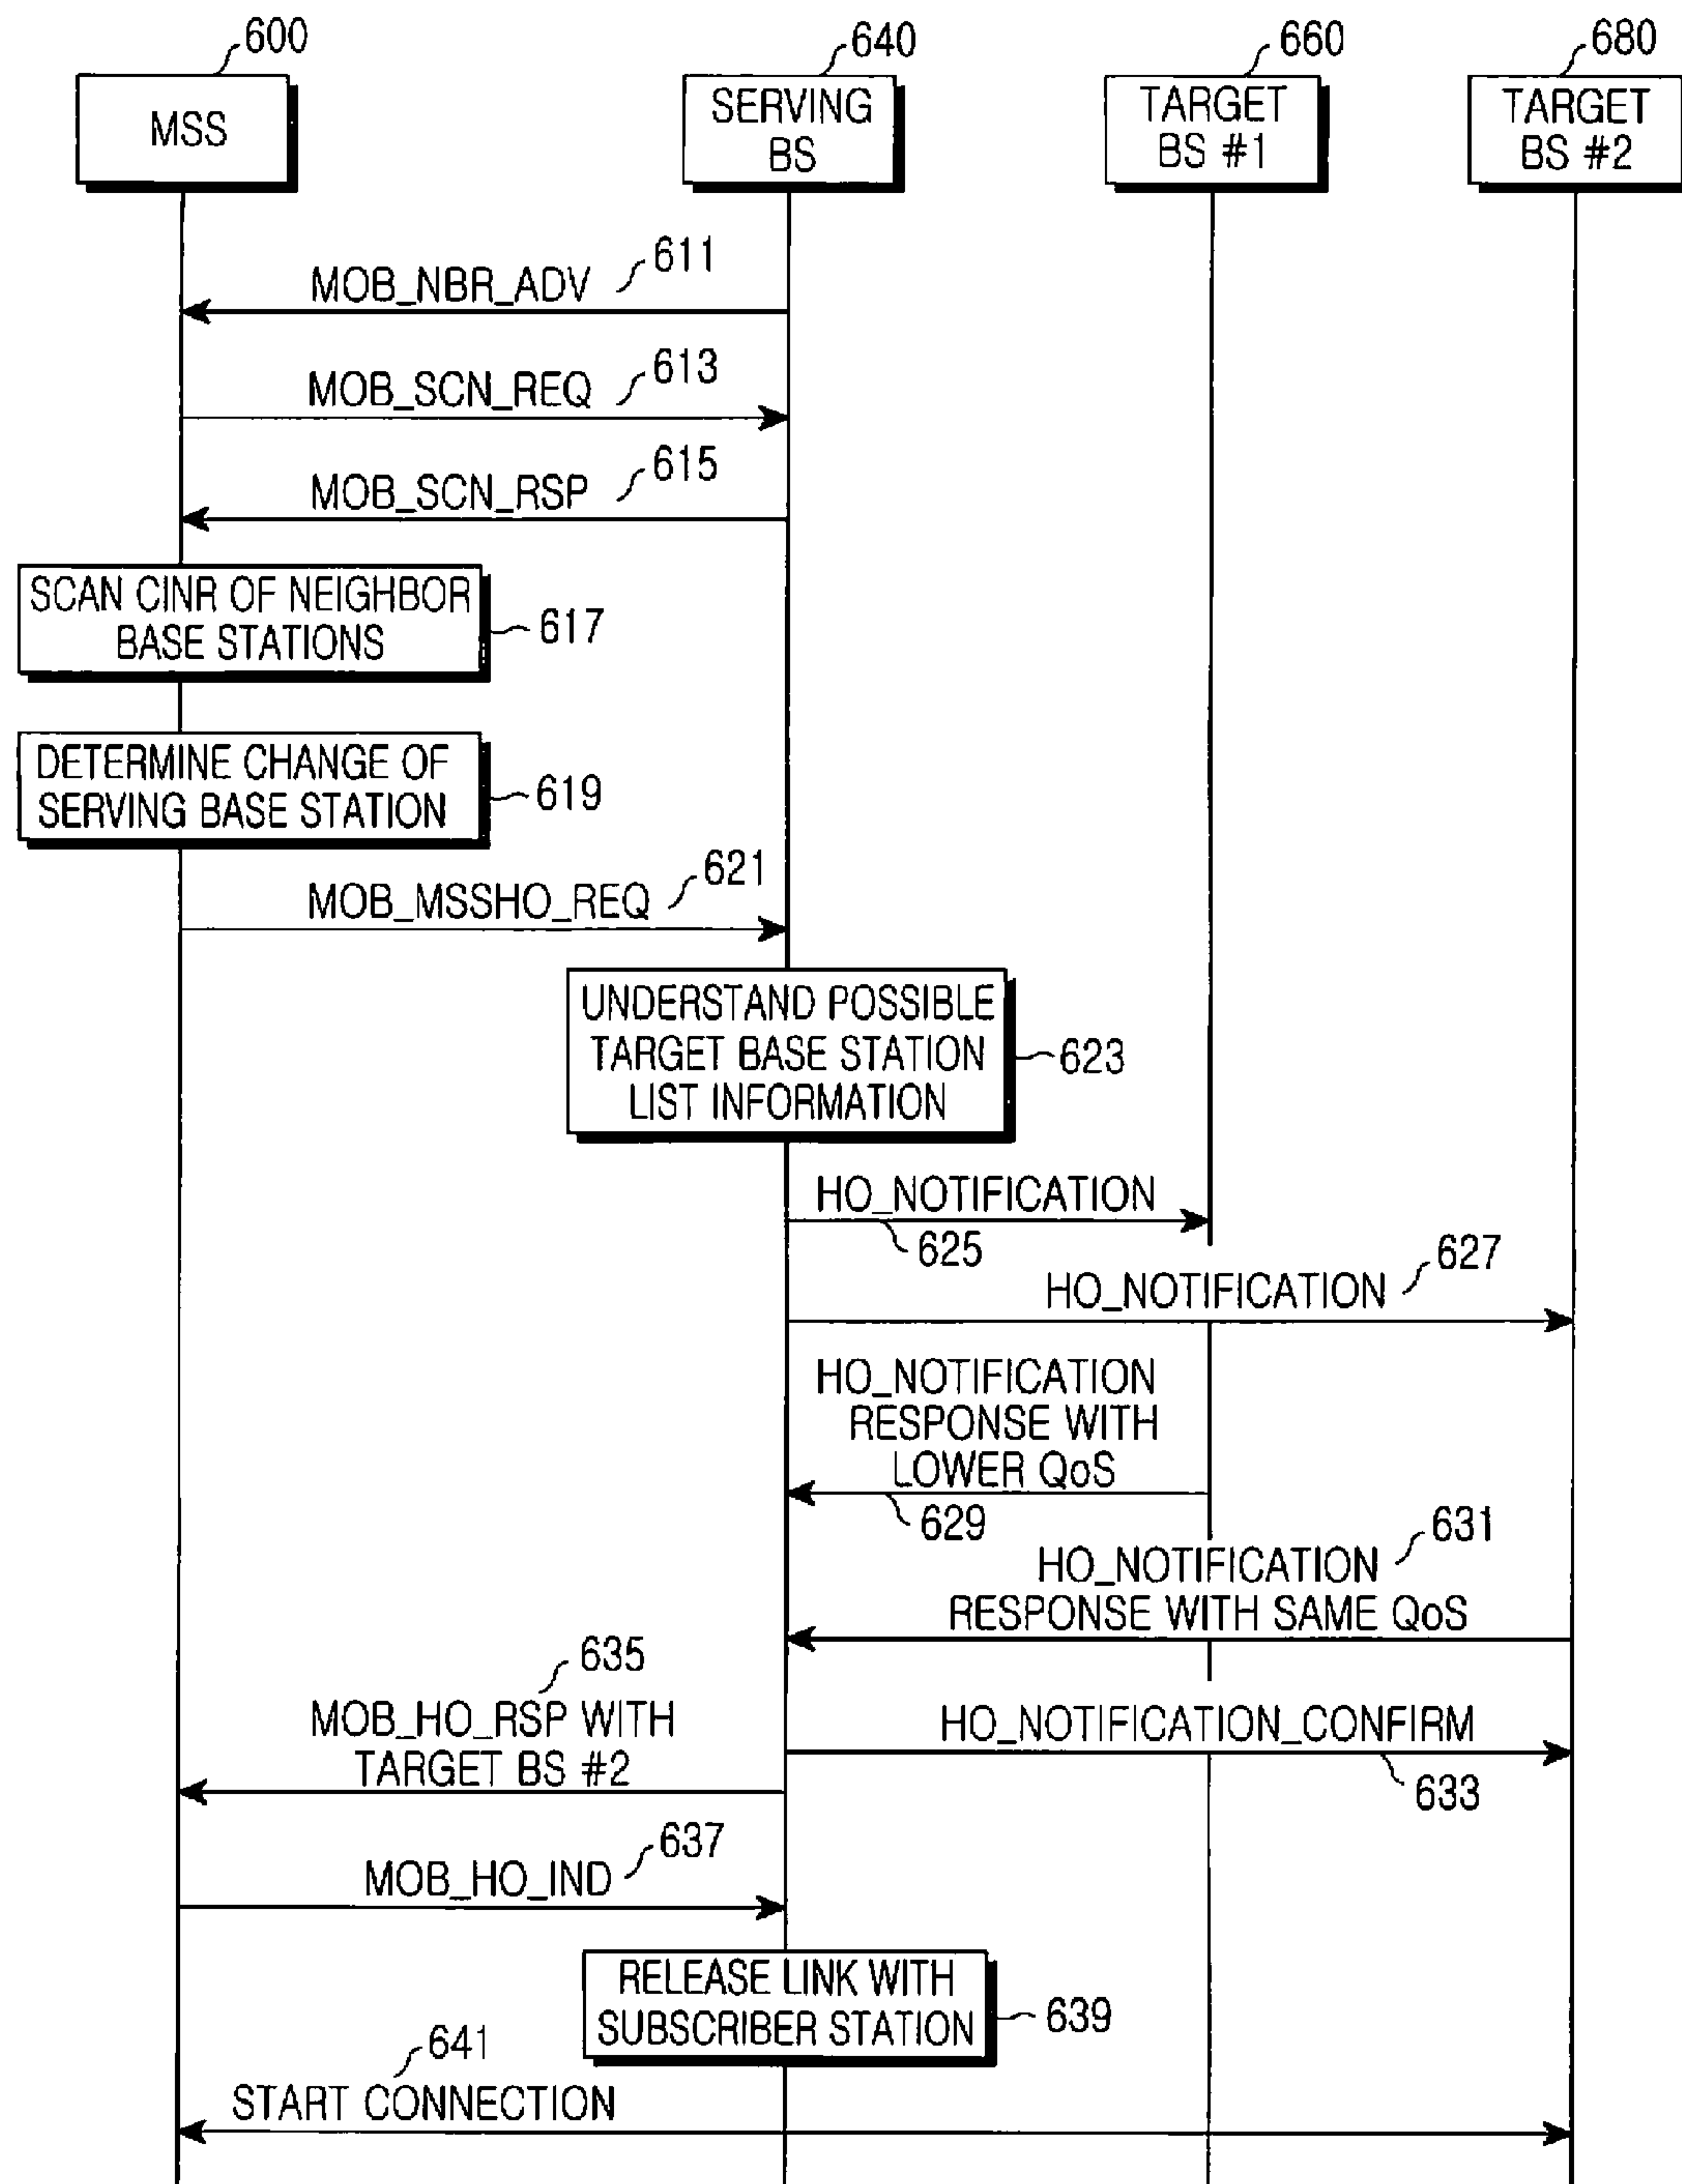 600
640
660
680
MSS
SERVING
BS
TARGET
BS #1
TARGET
BS #2
611
MOB_NBR_ADV
613
MOB_SCN_REQ
615
MOB_SCN_RSP
SCAN CINR OF NEIGHBOR
BASE STATIONS
617
DETERMINE CHANGE OF
SERVING BASE STATION
619
621
MOB_MSSHO_REQ
UNDERSTAND POSSIBLE
TARGET BASE STATION
LIST INFORMATION
623
HO_NOTIFICATION
625
627
HO_NOTIFICATION
HO_NOTIFICATION
RESPONSE WITH
LOWER QoS
629
631
HO_NOTIFICATION
RESPONSE WITH SAME QoS
635
MOB_HO_RSP WITH
TARGET BS #2
HO_NOTIFICATION_CONFIRM
633
637
MOB_HO_IND
RELEASE LINK WITH
SUBSCRIBER STATION
639
641
START CONNECTION